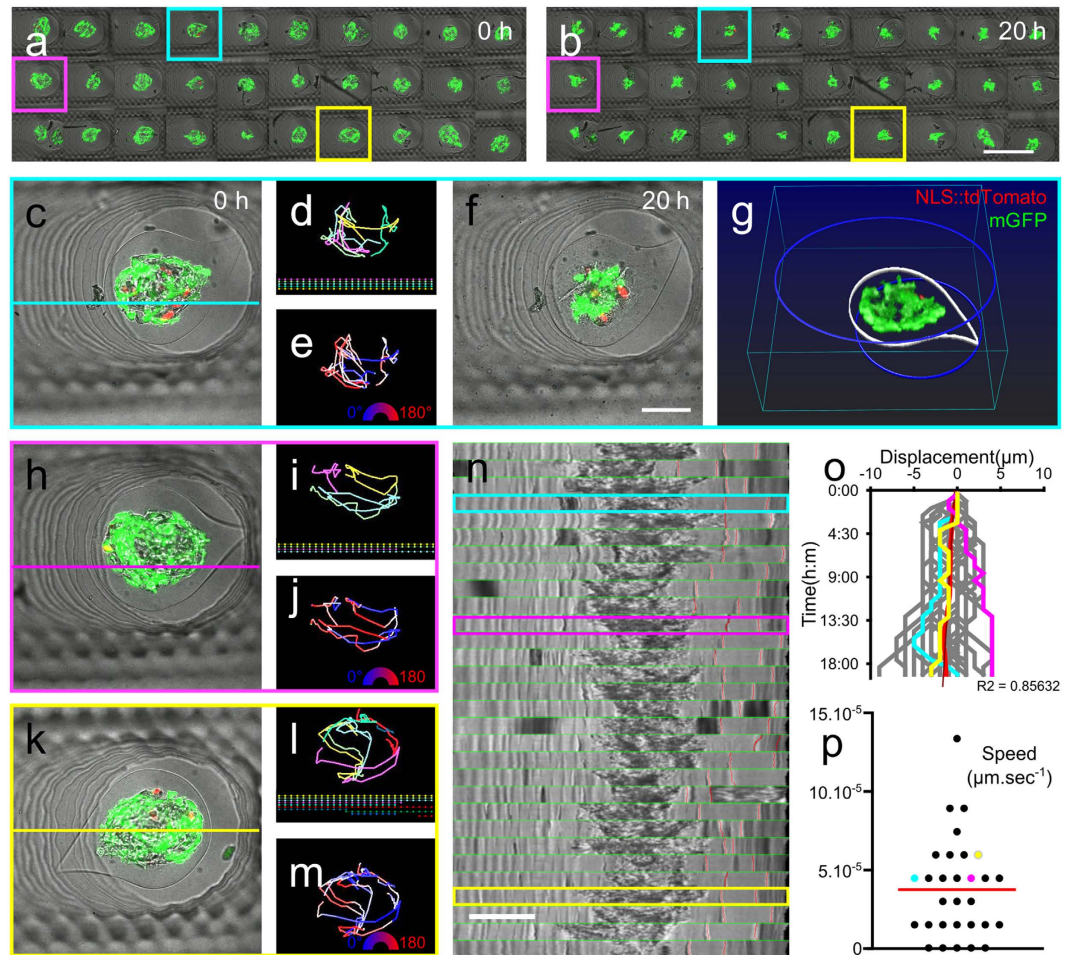 a
0 h
b
20 h
c
0 h
d
e
0°
180°
f
20 h
g
NLS::tdTomato
mGFP
h
i
j
0°
180
k
l
m
0°
180
n
o
Displacement(µm)
-10
-5
0
5
10
Time(h:m)
0:00
4:30
9:00
13:30
18:00
R2 = 0.85632
p
Speed
(µm.sec⁻¹)
15.10⁻⁵
10.10⁻⁵
5.10⁻⁵
0